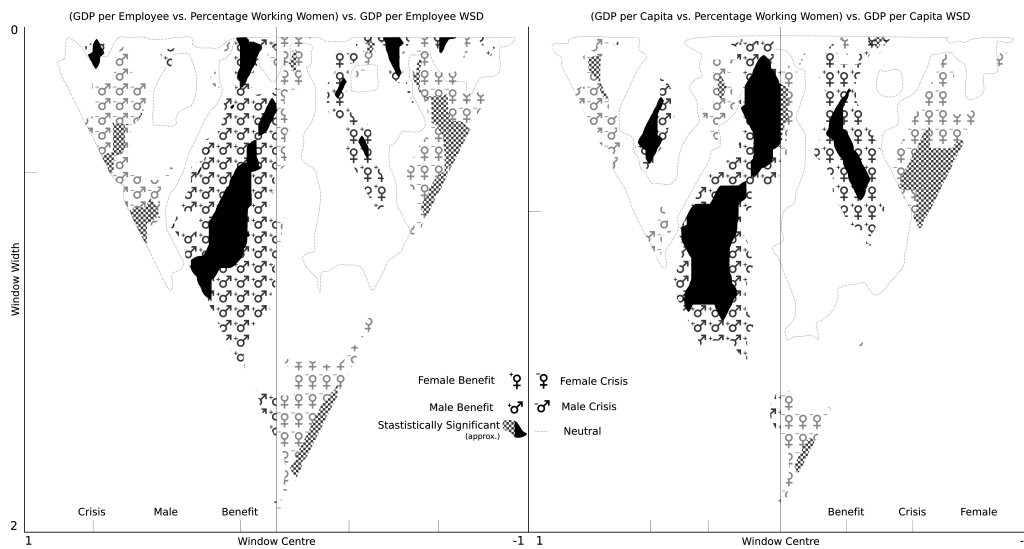 (GDP per Employee vs. Percentage Working Women) vs. GDP per Employee WSD
(GDP per Capita vs. Percentage Working Women) vs. GDP per Capita WSD
0
Window Width
Female Benefit
Female Crisis
Male Benefit
Male Crisis
Stastistically Significant
(approx.)
Neutral
Crisis Male Benefit
Benefit Crisis Female
2
1 Window Centre -1
1 Window Centre -